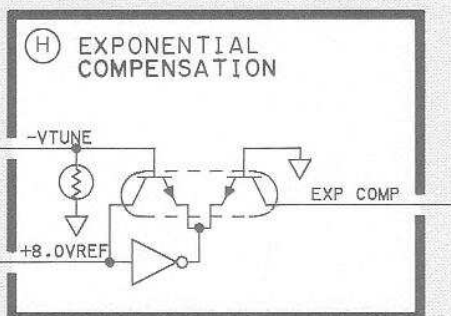 H EXPONENTIAL
COMPENSATION
-VTUNE
EXP COMP
+8.0VREF